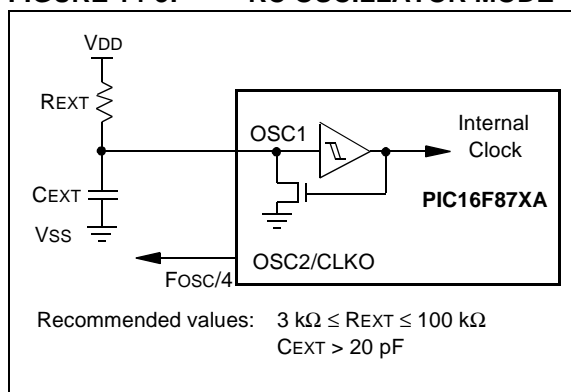 FIGURE 14-3: RC OSCILLATOR MODE
VDD
REXT
OSC1
Internal
Clock
CEXT
PIC16F87XA
VSS
OSC2/CLKO
FOSC/4
Recommended values: 3 kΩ ≤ REXT ≤ 100 kΩ
CEXT > 20 pF